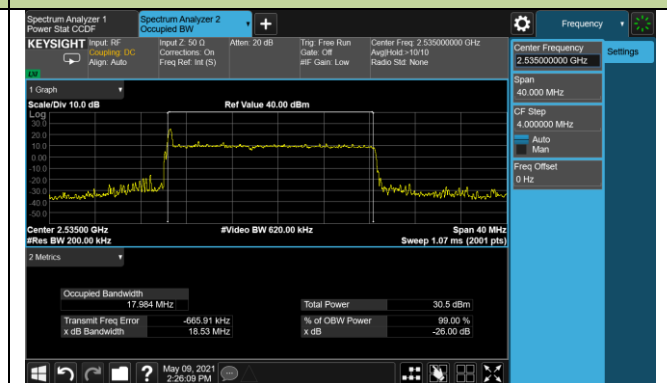 Spectrum Analyzer 1
Power Stat CCDF
Spectrum Analyzer 2
Occupied BW
Frequency
KEYSIGHT
Input: RF
Coupling: DC
Align: Auto
Input Z: 50 Ω
Corrections: On
Freq Ref: Int (S)
Atten: 20 dB
Trig: Free Run
Gate: Off
#IF Gain: Low
Center Freq: 2.535000000 GHz
Avg|Hold:>10/10
Radio Std: None
Center Frequency
2.535000000 GHz
Settings
Span
40.000 MHz
CF Step
4.000000 MHz
Auto
Man
Freq Offset
0 Hz
1 Graph
Scale/Div 10.0 dB
Ref Value 40.00 dBm
Log
30.0
20.0
10.0
0.00
-10.0
-20.0
-30.0
-40.0
-50.0
Center 2.53500 GHz
#Video BW 620.00 kHz
Span 40 MHz
#Res BW 200.00 kHz
Sweep 1.07 ms (2001 pts)
2 Metrics
Occupied Bandwidth
17.984 MHz
Total Power
30.5 dBm
Transmit Freq Error
-665.91 kHz
% of OBW Power
99.00 %
x dB Bandwidth
18.53 MHz
x dB
-26.00 dB
?
May 09, 2021
2:26:09 PM